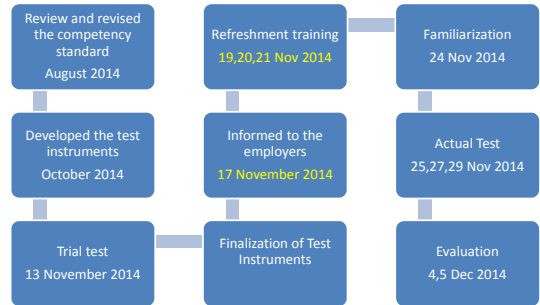 Review and revised
the competency
standard
August 2014
Developed the test
instruments
October 2014
Trial test
13 November 2014
Finalization of Test
Instruments
Informed to the
employers
17 November 2014
Refreshment training
19,20,21 Nov 2014
Familiarization
24 Nov 2014
Actual Test
25,27,29 Nov 2014
Evaluation
4,5 Dec 2014